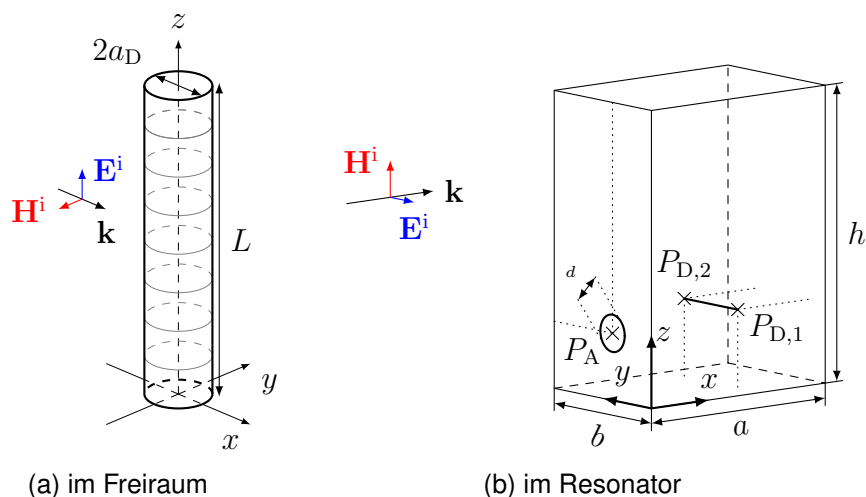 z
2a_D
E^i
H^i
k
L
y
x
(a) im Freiraum
H^i
k
E^i
h
d
P_D,2
P_D,1
P_A
z
y
x
b
a
(b) im Resonator